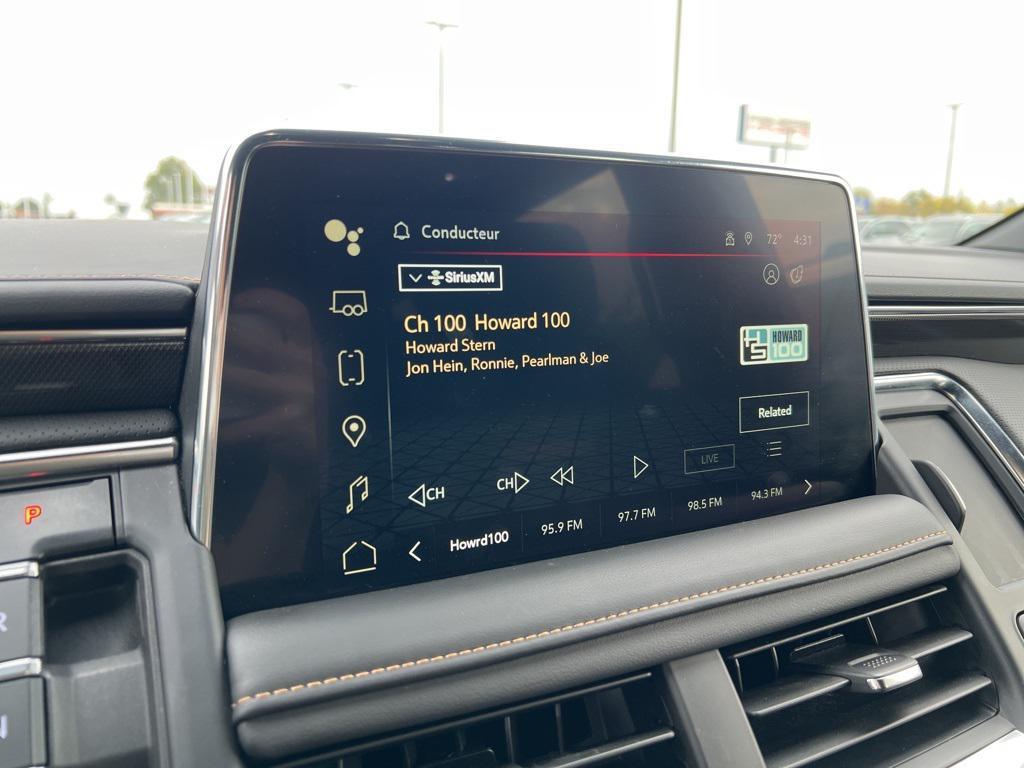 Conducteur
72° 4:31
SiriusXM
Ch 100 Howard 100
Howard Stern
Jon Hein, Ronnie, Pearlman & Joe
HS HOWARD 100
Related
CH CH LIVE
Howrd100 95.9 FM 97.7 FM 98.5 FM 94.3 FM
P
R
N